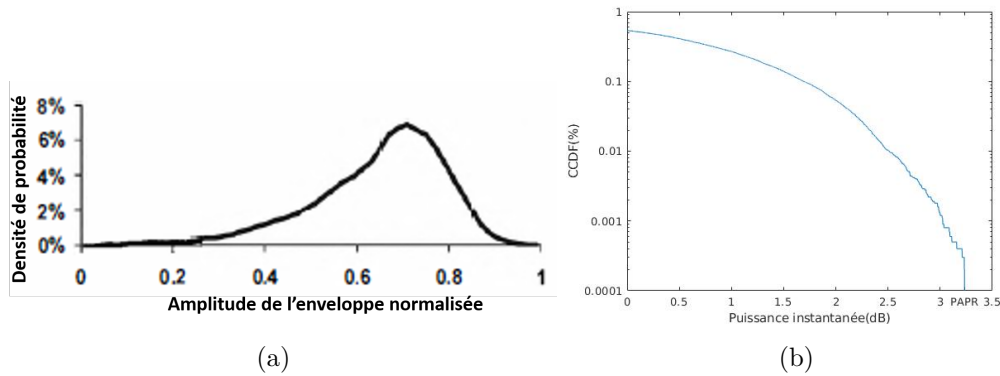 Densité de probabilité
8%
6%
4%
2%
0%
0 0.2 0.4 0.6 0.8 1
Amplitude de l'enveloppe normalisée
(a)
CCDF(%)
1
0.1
0.01
0.001
0.0001
0 0.5 1 1.5 2 2.5 3 PAPR 3.5
Puissance instantanée(dB)
(b)